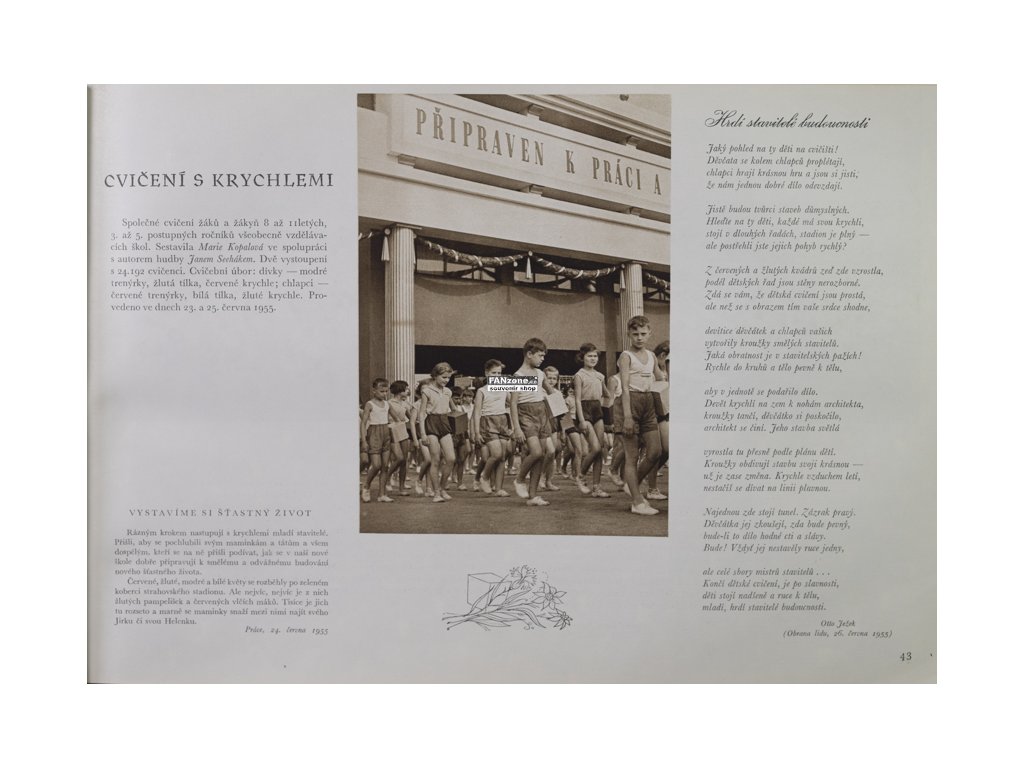 CVIČENÍ S KRYCHLEMI
Společné cvičení žáků a žákyň 8 až 11letých,
3. až 5. postupných ročníků všeobecně vzděláva-
cích škol. Sestavila Marie Kopalová ve spolupráci
s autorem hudby Janem Seehákem. Dvě vystoupení
s 24.192 cvičenci. Cvičební úbor: dívky — modré
trenýrky, žlutá tílka, červené krychle; chlapci —
červené trenýrky, bílá tílka, žluté krychle. Pro-
vedeno ve dnech 23. a 25. června 1955.
VYSTAVÍME SI ŠŤASTNÝ ŽIVOT
Rázným krokem nastupují s krychlemi mladí stavitelé.
Přišli, aby se pochlubili svým maminkám a tátům a všem
dospělým, kteří se na ně přišli podívat, jak se v naší nové
škole dobře připravují k smělému a odvážnému budování
nového šťastného života.
Červené, žluté, modré a bílé květy se rozběhly po zeleném
koberci strahovského stadionu. Ale nejvíc, nejvíc je z nich
žlutých pampelišek a červených vlčích máků. Tisíce je jich
tu rozseto a marně se maminky snaží mezi nimi najít svého
Jirku či svou Helenku.
Práce, 24. června 1955
PŘIPRAVEN K PRÁCI A
FANzone.cz
souvenir shop
Hrdí stavitelé budoucnosti
Jaký pohled na ty děti na cvičišti!
Děvčata se kolem chlapců proplétají,
chlapci hrají krásnou hru a jsou si jisti,
že nám jednou dobré dílo odevzdají.
Jistě budou tvůrci staveb důmyslných.
Hleďte na ty děti, každé má svou krychli,
stojí v dlouhých řadách, stadion je plný —
ale postřehli jste jejich pohyb rychlý?
Z červených a žlutých kvádrů zeď zde vzrostla,
podél dětských řad jsou stěny nerozborné.
Zdá se vám, že dětská cvičení jsou prostá,
ale než se s obrazem tím vaše srdce shodne,
devítice děvčátek a chlapců vašich
vytvořily kroužky smělých stavitelů.
Jaká obratnost je v stavitelských pažích!
Rychle do kruhů a tělo pevně k tělu,
aby v jednotě se podařilo dílo.
Devět krychlí na zem k nohám architekta,
kroužky tančí, děvčátko si poskočilo,
architekt se činí. Jeho stavba světlá
vyrostla tu přesně podle plánu dětí.
Kroužky obdivují stavbu svoji krásnou —
už je zase změna. Krychle vzduchem letí,
nestačíš se dívat na linii plavnou.
Najednou zde stojí tunel. Zázrak pravý.
Děvčátka jej zkoušejí, zda bude pevný,
bude-li to dílo hodné cti a slávy.
Bude! Vždyť jej nestavěly ruce jedny,
ale celé sbory mistrů stavitelů . . .
Končí dětské cvičení, je po slavnosti,
děti stojí nadšeně a ruce k tělu,
mladí, hrdí stavitelé budoucnosti.
Otto Ježek
(Obrana lidu, 26. června 1955)
43